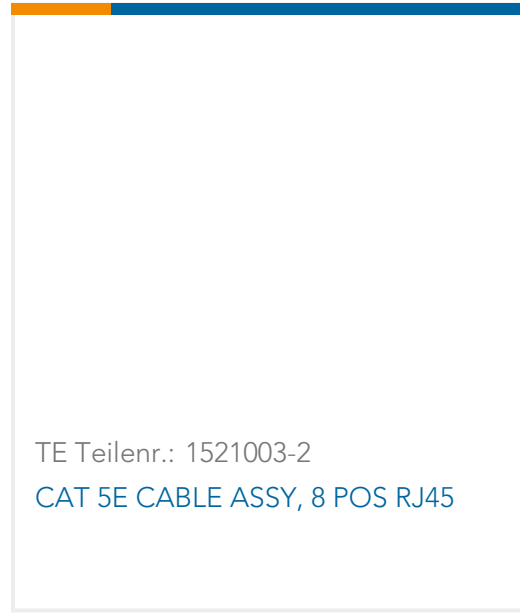 TE Teilenr.: 1521003-2
CAT 5E CABLE ASSY, 8 POS RJ45